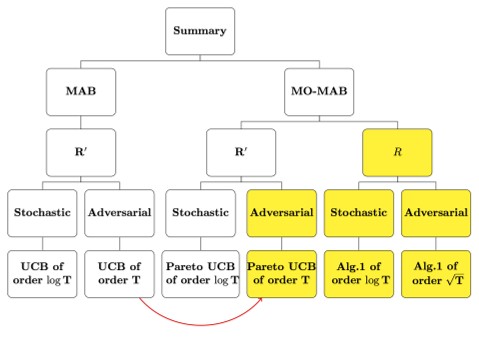 Summary
MAB
MO-MAB
R′
R′
R
Stochastic
Adversarial
Stochastic
Adversarial
Stochastic
Adversarial
UCB of
order log T
UCB of
order T
Pareto UCB
of order log T
Pareto UCB
of order T
Alg.1 of
order log T
Alg.1 of
order √T